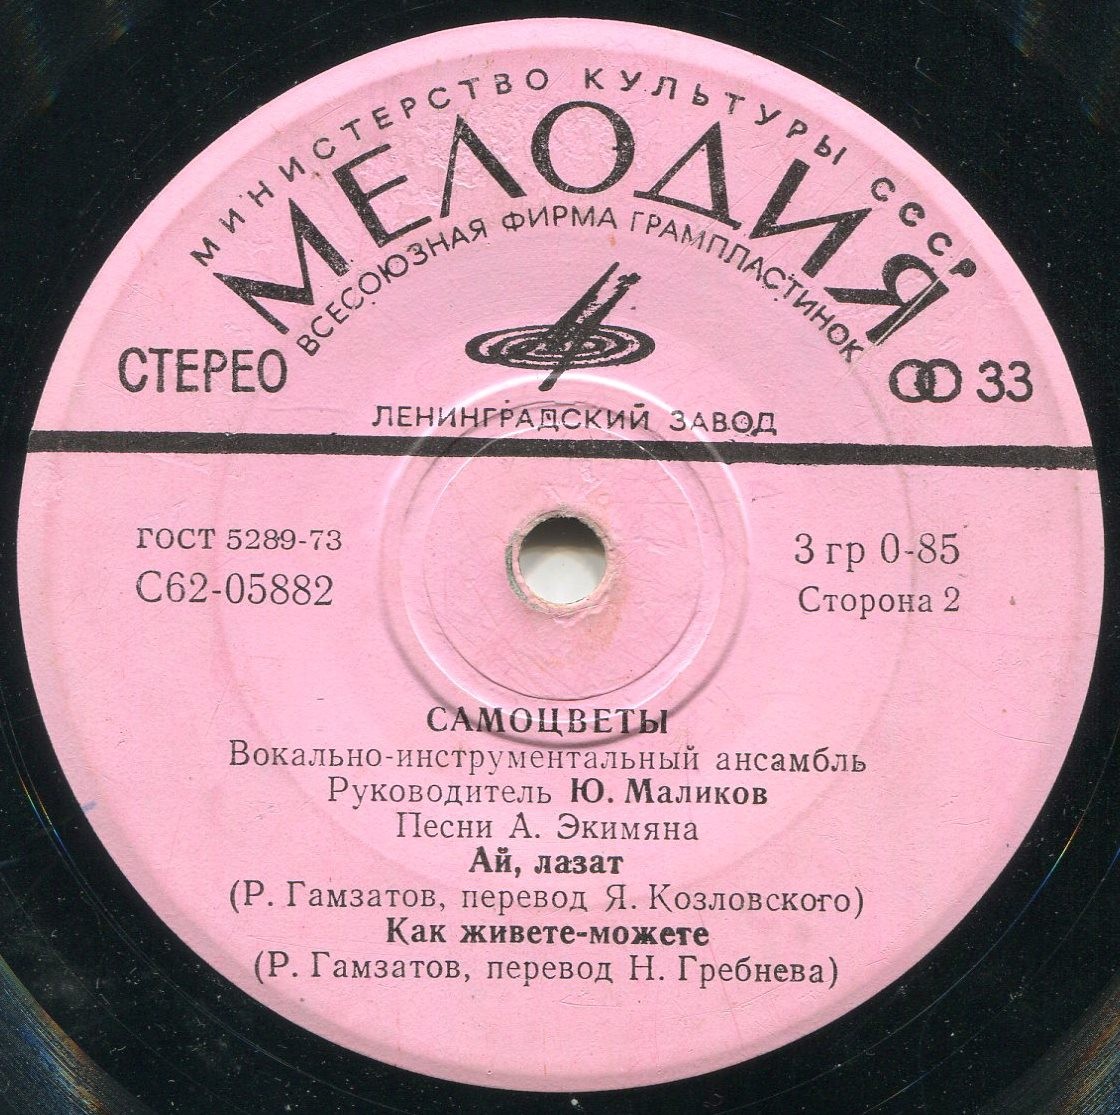 МИНИСТЕРСТВО КУЛЬТУРЫ СССР
МЕЛОДИЯ
ВСЕСОЮЗНАЯ ФИРМА ГРАМПЛАСТИНОК
СТЕРЕО
33
ЛЕНИНГРАДСКИЙ ЗАВОД
ГОСТ 5289-73
С62-05882
3 гр 0-85
Сторона 2
САМОЦВЕТЫ
Вокально-инструментальный ансамбль
Руководитель Ю. Маликов
Песни А. Экимяна
Ай, лазат
(Р. Гамзатов, перевод Я. Козловского)
Как живете-можете
(Р. Гамзатов, перевод Н. Гребнева)